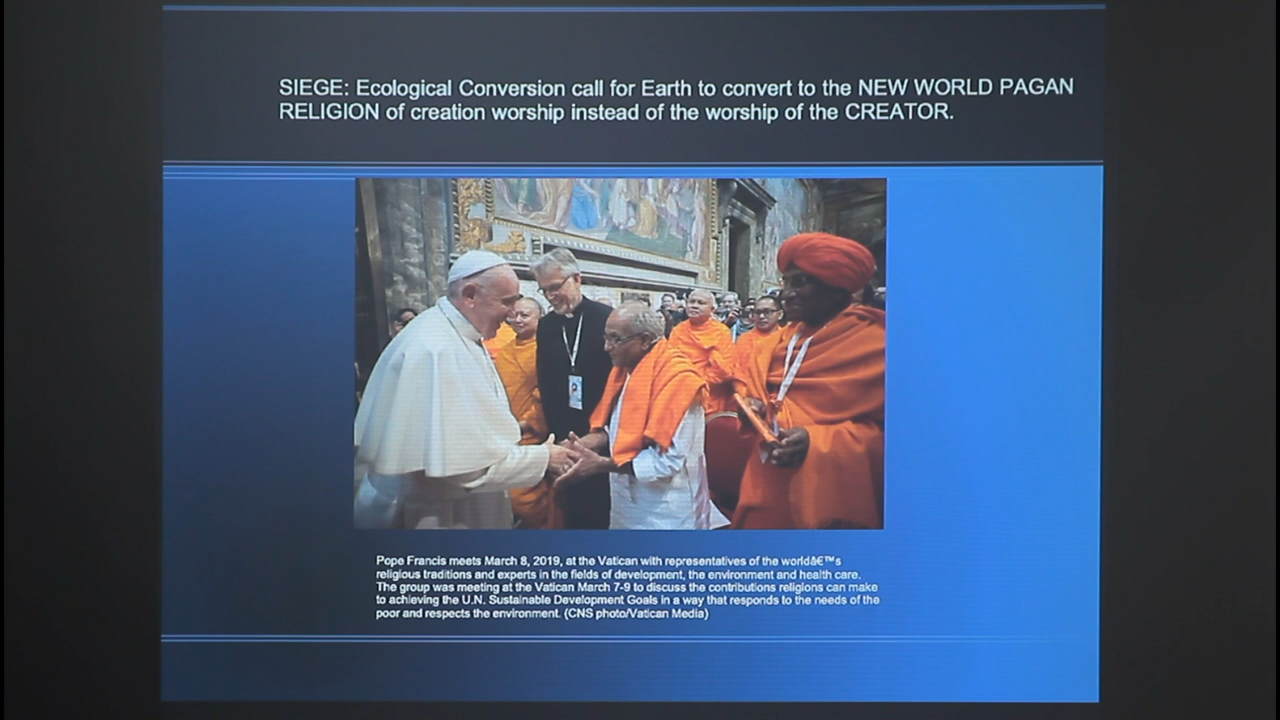 SIEGE: Ecological Conversion call for Earth to convert to the NEW WORLD PAGAN
RELIGION of creation worship instead of the worship of the CREATOR.
Pope Francis meets March 8, 2019, at the Vatican with representatives of the worldâ€™s
religious traditions and experts in the fields of development, the environment and health care.
The group was meeting at the Vatican March 7-9 to discuss the contributions religions can make
to achieving the U.N. Sustainable Development Goals in a way that responds to the needs of the
poor and respects the environment. (CNS photo/Vatican Media)